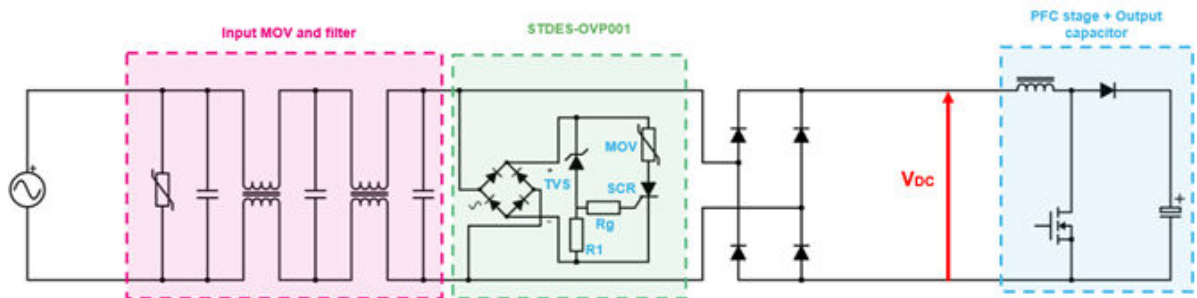 Input MOV and filter
STDES-OVP001
PFC stage + Output
capacitor
+
+
MOV
TVS
SCR
Rg
-
R1
VDC
+